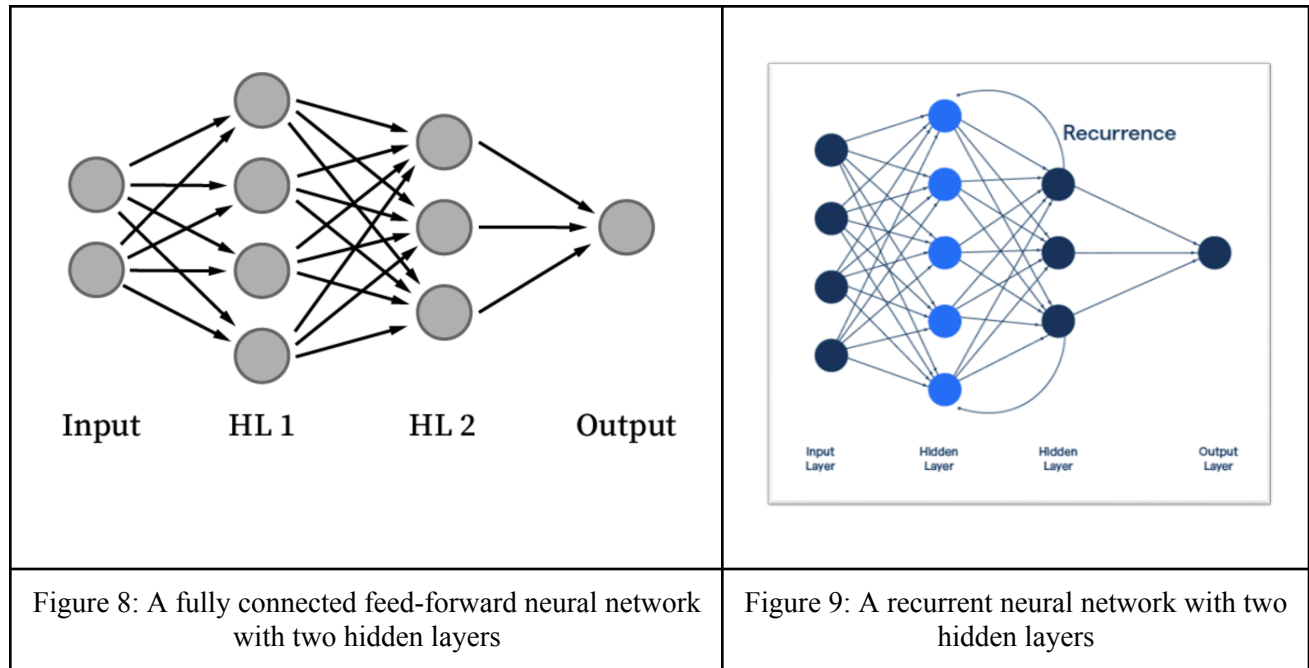 Input
HL 1
HL 2
Output
Figure 8: A fully connected feed-forward neural network
with two hidden layers
Recurrence
Input
Layer
Hidden
Layer
Hidden
Layer
Output
Layer
Figure 9: A recurrent neural network with two
hidden layers